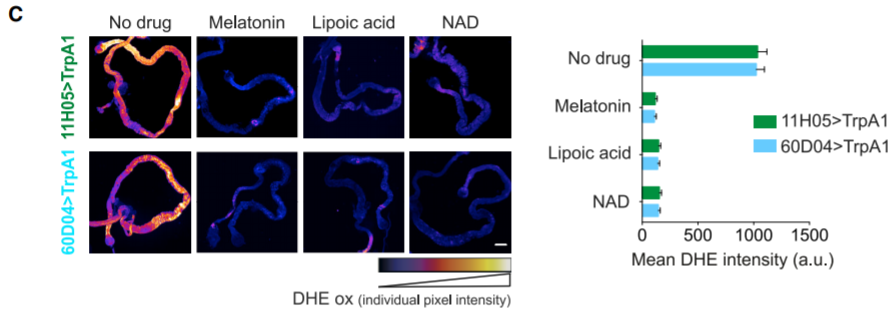 C
No drug Melatonin Lipoic acid NAD
11H05>TrpA1
60D04>TrpA1
DHE ox (individual pixel intensity)
No drug
Melatonin
Lipoic acid
NAD
11H05>TrpA1
60D04>TrpA1
0 500 1000 1500
Mean DHE intensity (a.u.)